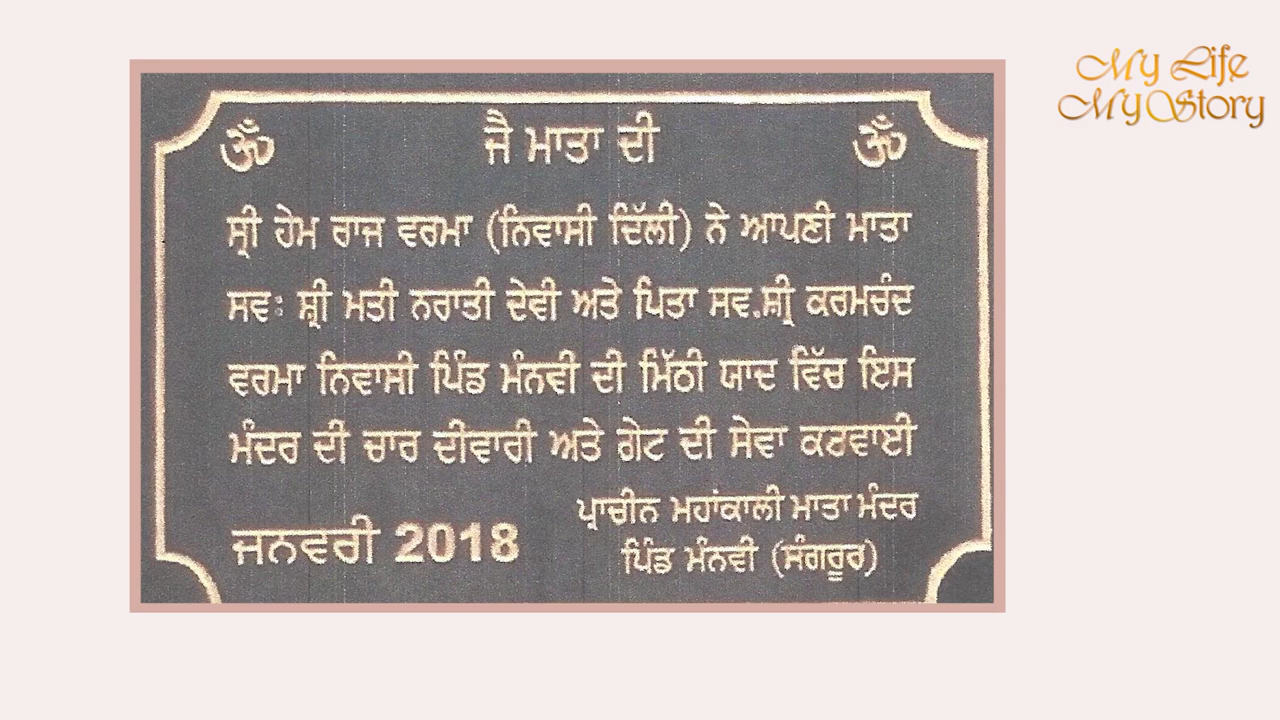 ॐ ਜੈ ਮਾਤਾ ਦੀ ॐ
ਸ਼੍ਰੀ ਹੇਮ ਰਾਜ ਵਰਮਾ (ਨਿਵਾਸੀ ਦਿੱਲੀ) ਨੇ ਆਪਣੀ ਮਾਤਾ
ਸਵਃ ਸ਼੍ਰੀ ਮਤੀ ਨਰਾਤੀ ਦੇਵੀ ਅਤੇ ਪਿਤਾ ਸਵ.ਸ਼੍ਰੀ ਕਰਮਚੰਦ
ਵਰਮਾ ਨਿਵਾਸੀ ਪਿੰਡ ਮੰਨਵੀ ਦੀ ਮਿੱਠੀ ਯਾਦ ਵਿੱਚ ਇਸ
ਮੰਦਰ ਦੀ ਚਾਰ ਦੀਵਾਰੀ ਅਤੇ ਗੇਟ ਦੀ ਸੇਵਾ ਕਰਵਾਈ
ਪ੍ਰਾਚੀਨ ਮਹਾਂਕਾਲੀ ਮਾਤਾ ਮੰਦਰ
ਜਨਵਰੀ 2018 ਪਿੰਡ ਮੰਨਵੀ (ਸੰਗਰੂਰ)
My Life
My Story